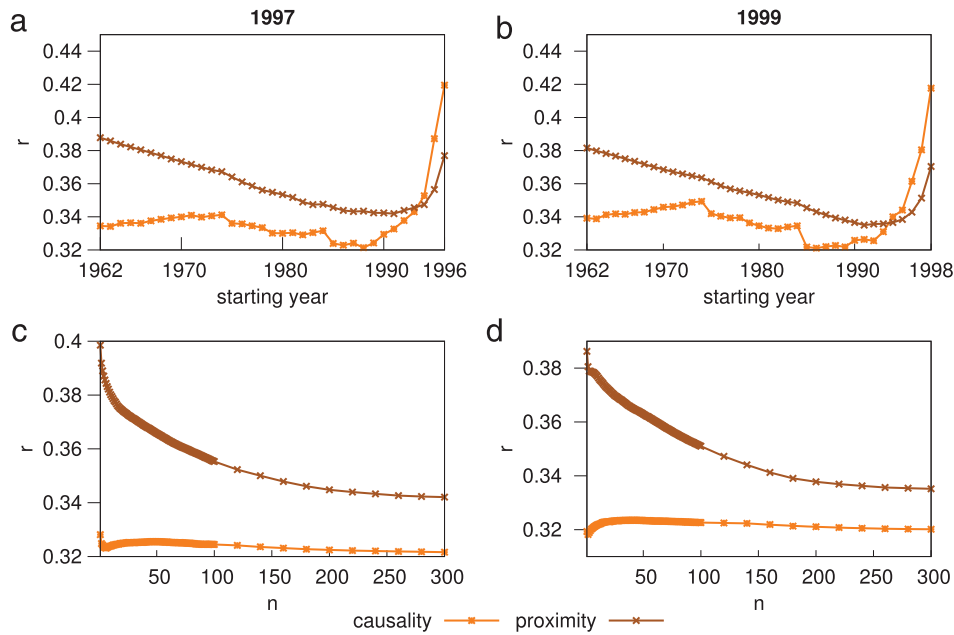 a
1997
r
0.44
0.42
0.4
0.38
0.36
0.34
0.32
1962 1970 1980 1990 1996
starting year
b
1999
r
0.44
0.42
0.4
0.38
0.36
0.34
0.32
1962 1970 1980 1990 1998
starting year
c
r
0.4
0.38
0.36
0.34
0.32
50 100 150 200 250 300
n
d
r
0.38
0.36
0.34
0.32
50 100 150 200 250 300
n
causality proximity